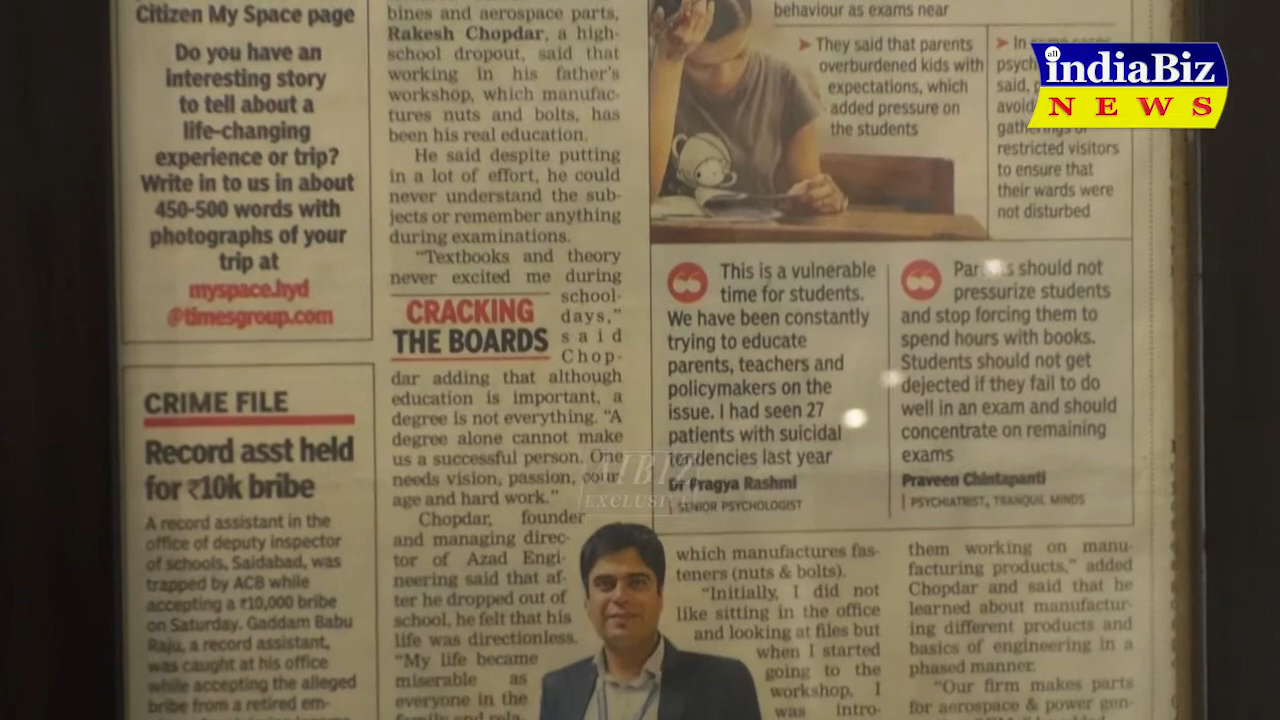 Citizen My Space page
Do you have an
interesting story
to tell about a
life-changing
experience or trip?
Write in to us in about
450-500 words with
photographs of your
trip at
myspace.hyd
@timesgroup.com
CRIME FILE
Record asst held
for ₹10k bribe
A record assistant in the
office of deputy inspector
of schools, Saidabad, was
trapped by ACB while
accepting a ₹10,000 bribe
on Saturday. Gaddam Babu
Raju, a record assistant,
was caught at his office
while accepting the alleged
bribe from a retired em-
bines and aerospace parts,
Rakesh Chopdar, a high-
school dropout, said that
working in his father's
workshop, which manufac-
tures nuts and bolts, has
been his real education.
He said despite putting
in a lot of effort, he could
never understand the sub-
jects or remember anything
during examinations.
"Textbooks and theory
never excited me during
school-
days,"
said
Chop-
CRACKING
THE BOARDS
dar adding that although
education is important, a
degree is not everything. "A
degree alone cannot make
us a successful person. One
needs vision, passion, cour
age and hard work."
Chopdar, founder
and managing direc-
tor of Azad Engi-
neering said that af-
ter he dropped out of
school, he felt that his
life was directionless.
"My life became
miserable as
everyone in the
family and rela-
behaviour as exams near
They said that parents
overburdened kids with
expectations, which
added pressure on
the students
In some cases
psych
said, p
avoid
gatherings or
restricted visitors
to ensure that
their wards were
not disturbed
This is a vulnerable
time for students.
We have been constantly
trying to educate
parents, teachers and
policymakers on the
issue. I had seen 27
patients with suicidal
tendencies last year
Dr Pragya Rashmi
SENIOR PSYCHOLOGIST
Parents should not
pressurize students
and stop forcing them to
spend hours with books.
Students should not get
dejected if they fail to do
well in an exam and should
concentrate on remaining
exams
Praveen Chintapanti
PSYCHIATRIST, TRANQUIL MINDS
which manufactures fas-
teners (nuts & bolts).
"Initially, I did not
like sitting in the office
and looking at files but
when I started
going to the
workshop, I
was intro-
them working on manu-
facturing products," added
Chopdar and said that he
learned about manufactur-
ing different products and
basics of engineering in a
phased manner.
"Our firm makes parts
for aerospace & power gen-
all indiaBiz
NEWS
AIBIZ
EXCLUSIVE